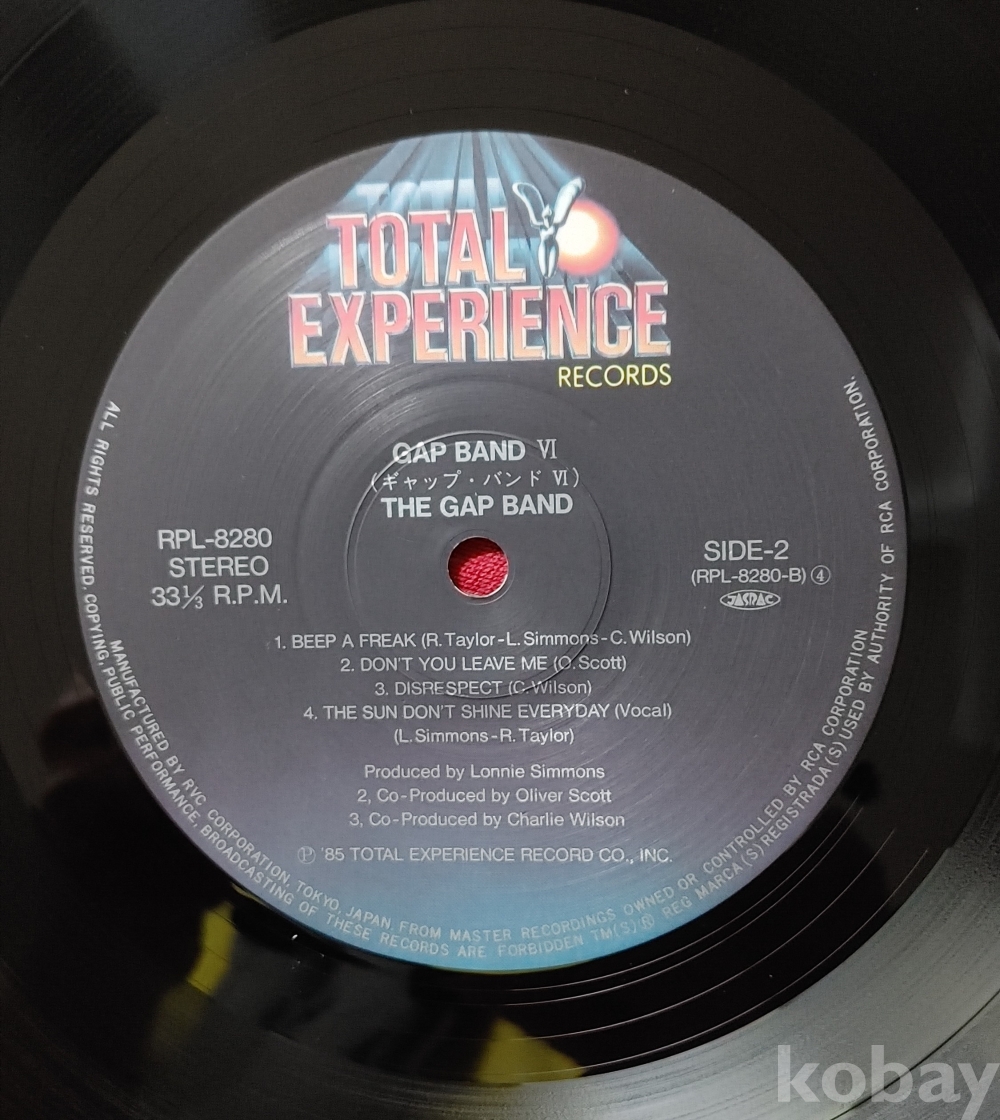 TOTAL
EXPERIENCE
RECORDS
GAP BAND VI
(ギャップ・バンド VI)
THE GAP BAND
RPL-8280
STEREO
33⅓ R.P.M.
SIDE-2
(RPL-8280-B) ④
JASRAC
1. BEEP A FREAK (R. Taylor-L. Simmons-C. Wilson)
2. DON'T YOU LEAVE ME (O. Scott)
3. DISRESPECT (C. Wilson)
4. THE SUN DON'T SHINE EVERYDAY (Vocal)
(L. Simmons-R. Taylor)
Produced by Lonnie Simmons
2, Co-Produced by Oliver Scott
3, Co-Produced by Charlie Wilson
Ⓟ '85 TOTAL EXPERIENCE RECORD CO., INC.
MANUFACTURED BY RVC CORPORATION, TOKYO, JAPAN, FROM MASTER RECORDINGS OWNED OR CONTROLLED BY RCA CORPORATION
ALL RIGHTS RESERVED, COPYING, PUBLIC PERFORMANCE, BROADCASTING OF THESE RECORDS ARE FORBIDDEN TM(S)® REG MARCA(S) REGISTRADA(S) USED BY AUTHORITY OF RCA CORPORATION.
kobay